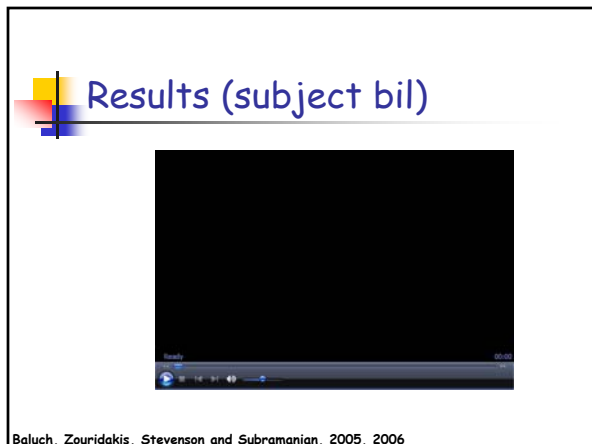 Results (subject bil)
Ready 00:00
Baluch, Zouridakis, Stevenson and Subramanian, 2005, 2006